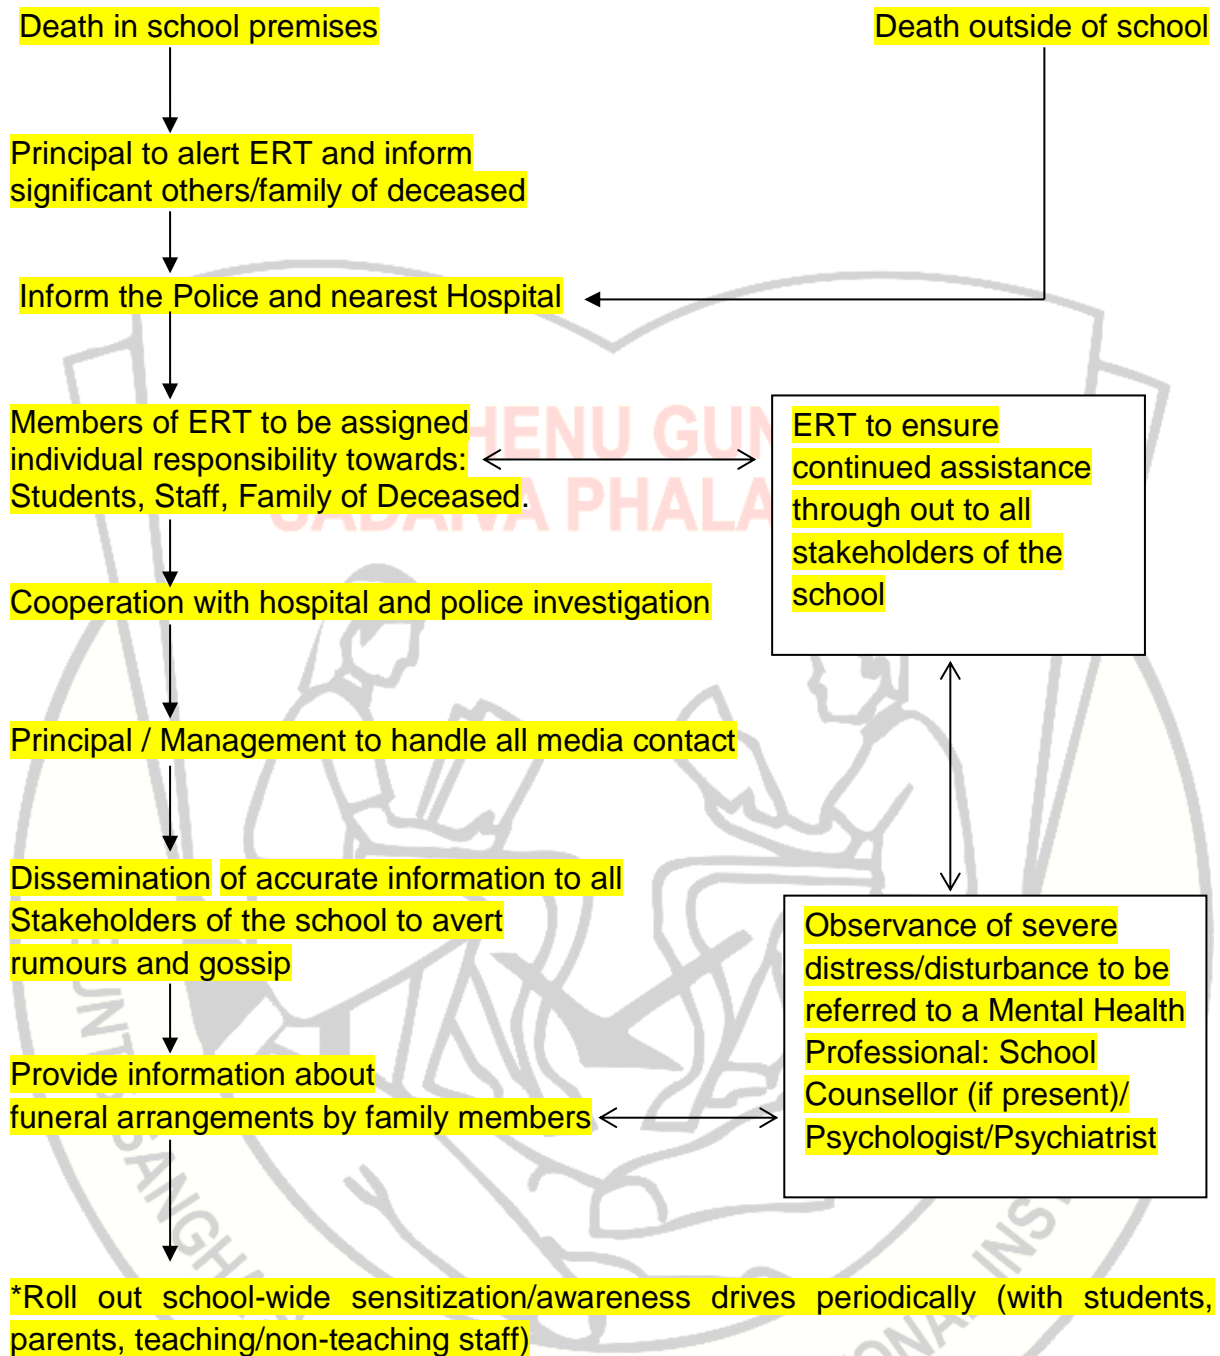 Death in school premises
Death outside of school
Principal to alert ERT and inform
significant others/family of deceased
Inform the Police and nearest Hospital
Members of ERT to be assigned
individual responsibility towards:
Students, Staff, Family of Deceased.
ERT to ensure
continued assistance
through out to all
stakeholders of the
school
Cooperation with hospital and police investigation
Principal / Management to handle all media contact
Dissemination of accurate information to all
Stakeholders of the school to avert
rumours and gossip
Observance of severe
distress/disturbance to be
referred to a Mental Health
Professional: School
Counsellor (if present)/
Psychologist/Psychiatrist
Provide information about
funeral arrangements by family members
*Roll out school-wide sensitization/awareness drives periodically (with students,
parents, teaching/non-teaching staff)